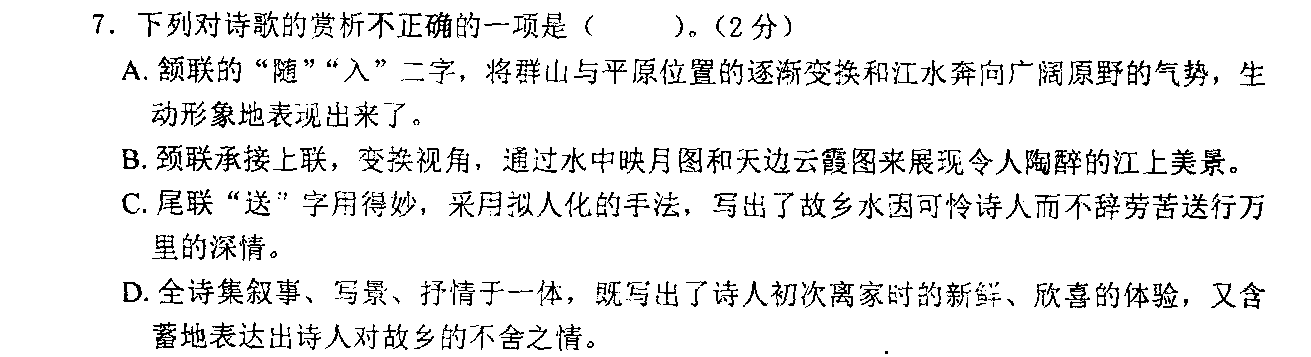 7. 下列对诗歌的赏析不正确的一项是（　　）。（2 分）
A. 颔联的“随”“入”二字，将群山与平原位置的逐渐变换和江水奔向广阔原野的气势，生
动形象地表现出来了。
B. 颈联承接上联，变换视角，通过水中映月图和天边云霞图来展现令人陶醉的江上美景。
C. 尾联“送”字用得妙，采用拟人化的手法，写出了故乡水因可怜诗人而不辞劳苦送行万
里的深情。
D. 全诗集叙事、写景、抒情于一体，既写出了诗人初次离家时的新鲜、欣喜的体验，又含
蓄地表达出诗人对故乡的不舍之情。